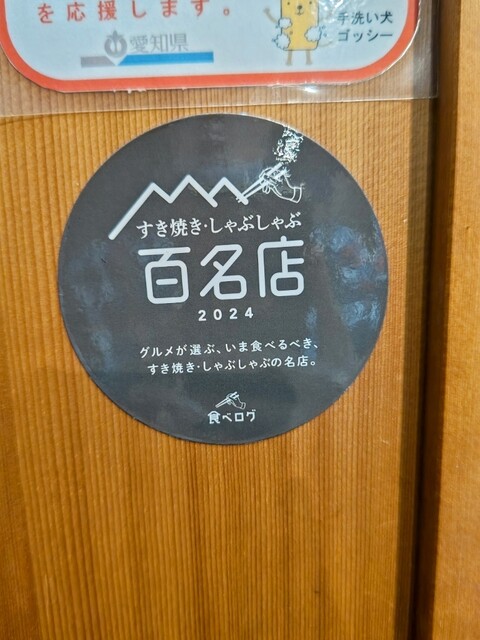 を応援します。
愛知県
手洗い犬
ゴッシー
すき焼き・しゃぶしゃぶ
百名店
2024
グルメが選ぶ、いま食べるべき、
すき焼き・しゃぶしゃぶの名店。
食べログ